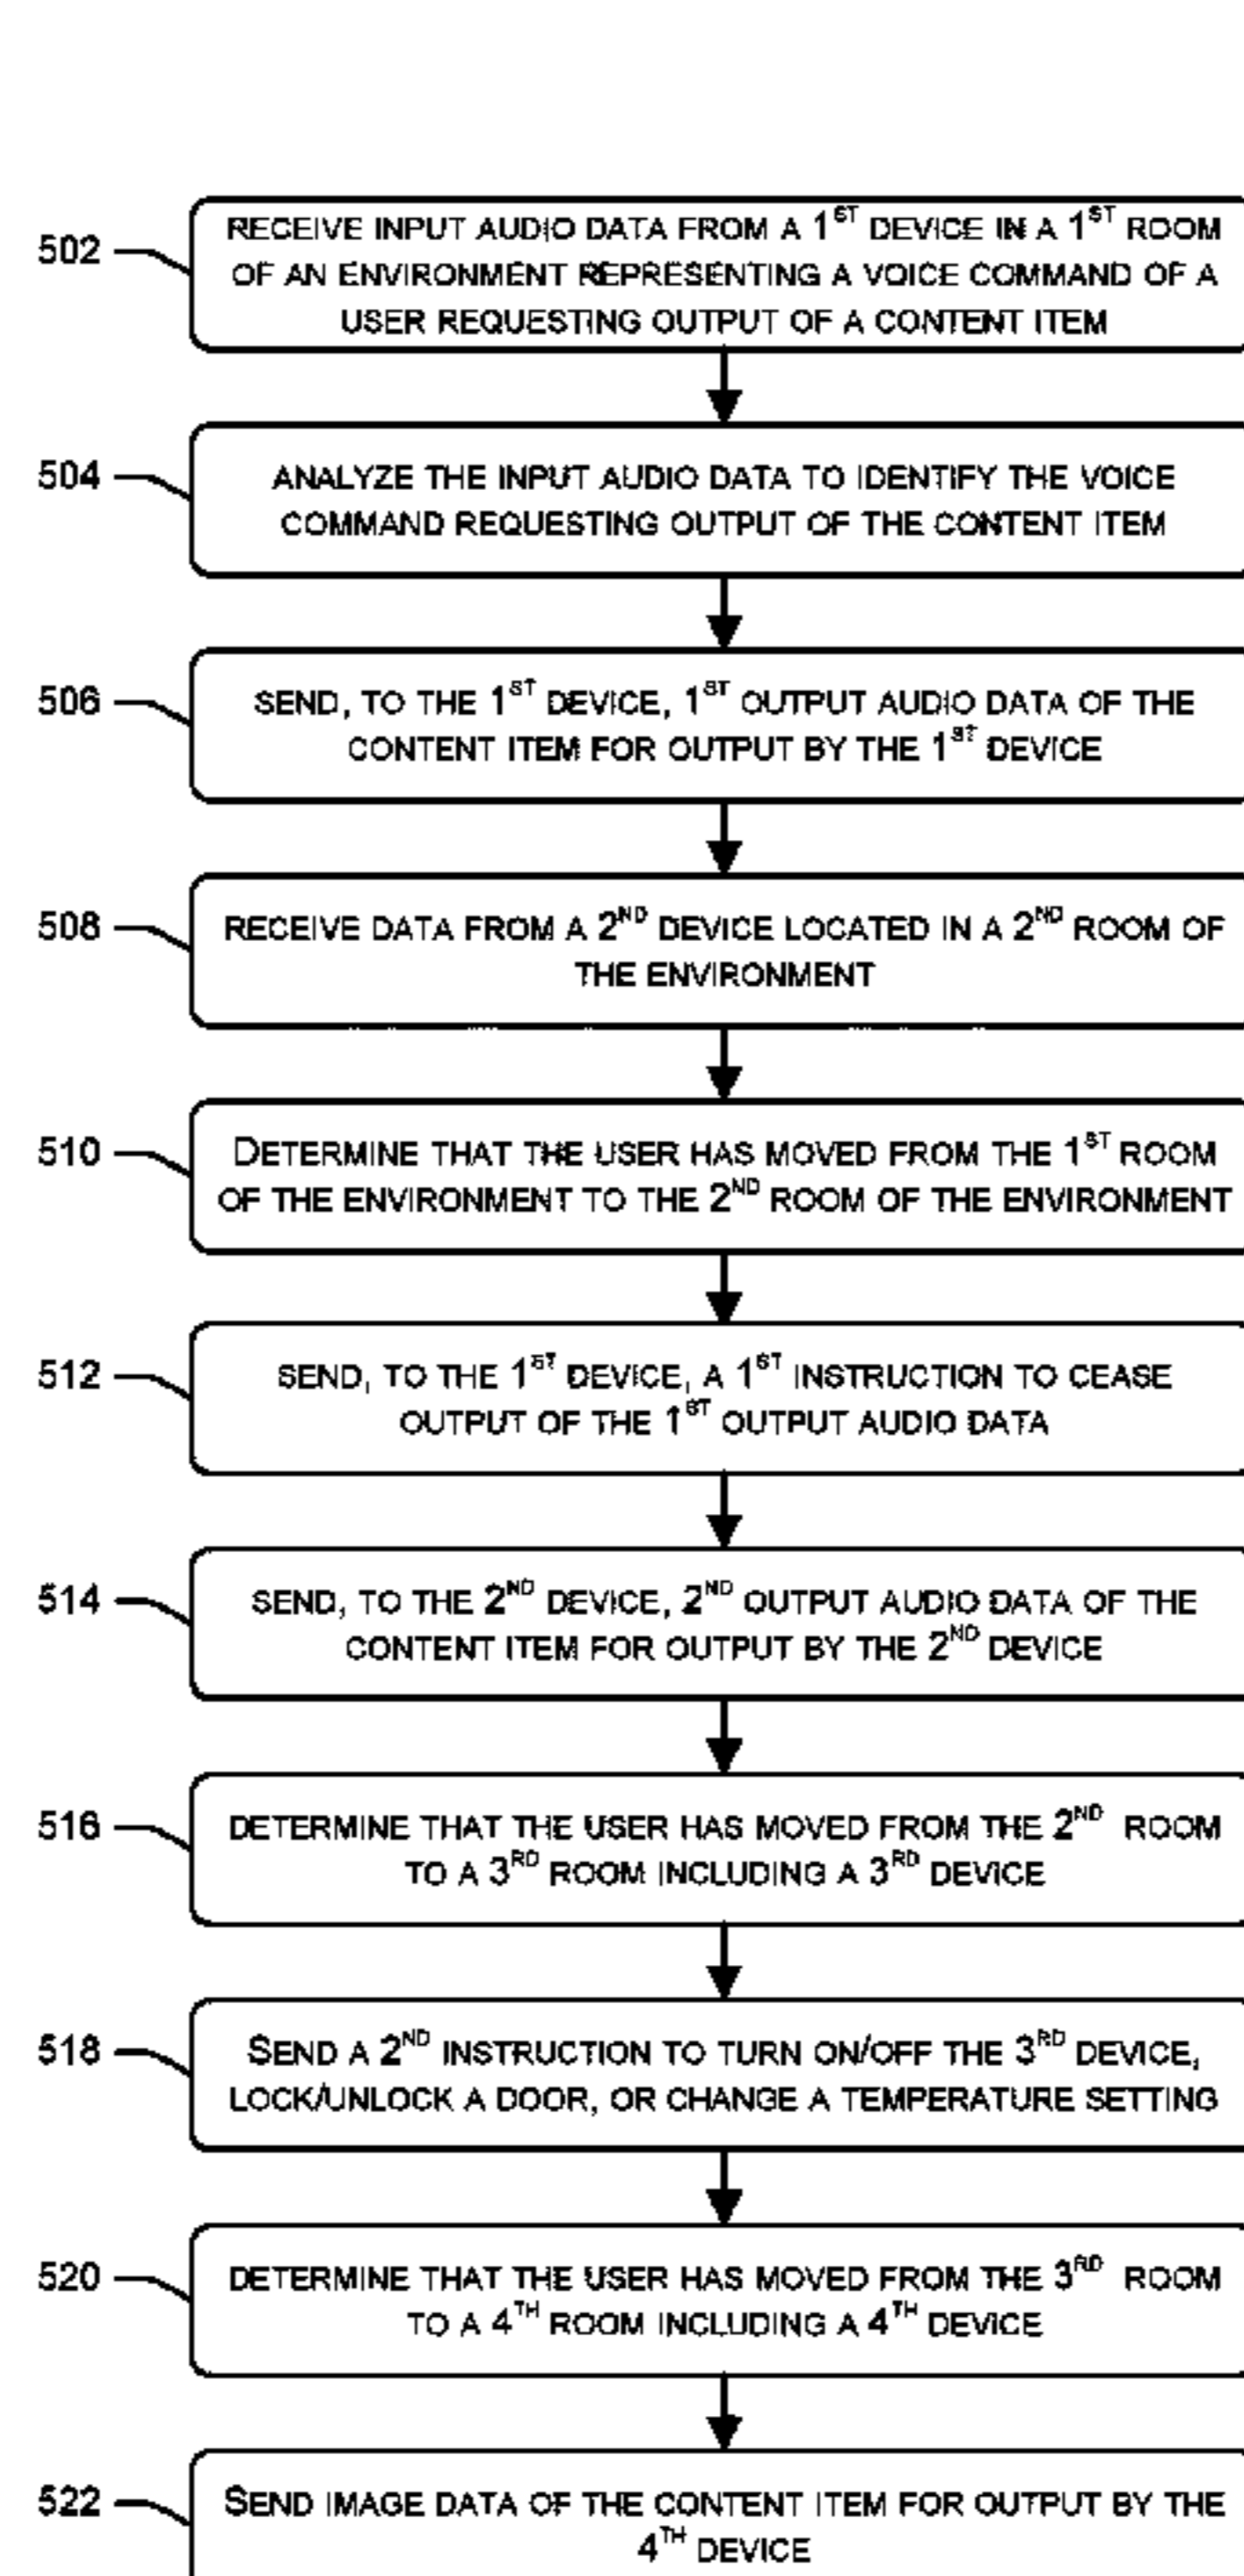 502
RECEIVE INPUT AUDIO DATA FROM A 1ST DEVICE IN A 1ST ROOM
OF AN ENVIRONMENT REPRESENTING A VOICE COMMAND OF A
USER REQUESTING OUTPUT OF A CONTENT ITEM
504
ANALYZE THE INPUT AUDIO DATA TO IDENTIFY THE VOICE
COMMAND REQUESTING OUTPUT OF THE CONTENT ITEM
506
SEND, TO THE 1ST DEVICE, 1ST OUTPUT AUDIO DATA OF THE
CONTENT ITEM FOR OUTPUT BY THE 1ST DEVICE
508
RECEIVE DATA FROM A 2ND DEVICE LOCATED IN A 2ND ROOM OF
THE ENVIRONMENT
510
DETERMINE THAT THE USER HAS MOVED FROM THE 1ST ROOM
OF THE ENVIRONMENT TO THE 2ND ROOM OF THE ENVIRONMENT
512
SEND, TO THE 1ST DEVICE, A 1ST INSTRUCTION TO CEASE
OUTPUT OF THE 1ST OUTPUT AUDIO DATA
514
SEND, TO THE 2ND DEVICE, 2ND OUTPUT AUDIO DATA OF THE
CONTENT ITEM FOR OUTPUT BY THE 2ND DEVICE
516
DETERMINE THAT THE USER HAS MOVED FROM THE 2ND ROOM
TO A 3RD ROOM INCLUDING A 3RD DEVICE
518
SEND A 2ND INSTRUCTION TO TURN ON/OFF THE 3RD DEVICE,
LOCK/UNLOCK A DOOR, OR CHANGE A TEMPERATURE SETTING
520
DETERMINE THAT THE USER HAS MOVED FROM THE 3RD ROOM
TO A 4TH ROOM INCLUDING A 4TH DEVICE
522
SEND IMAGE DATA OF THE CONTENT ITEM FOR OUTPUT BY THE
4TH DEVICE